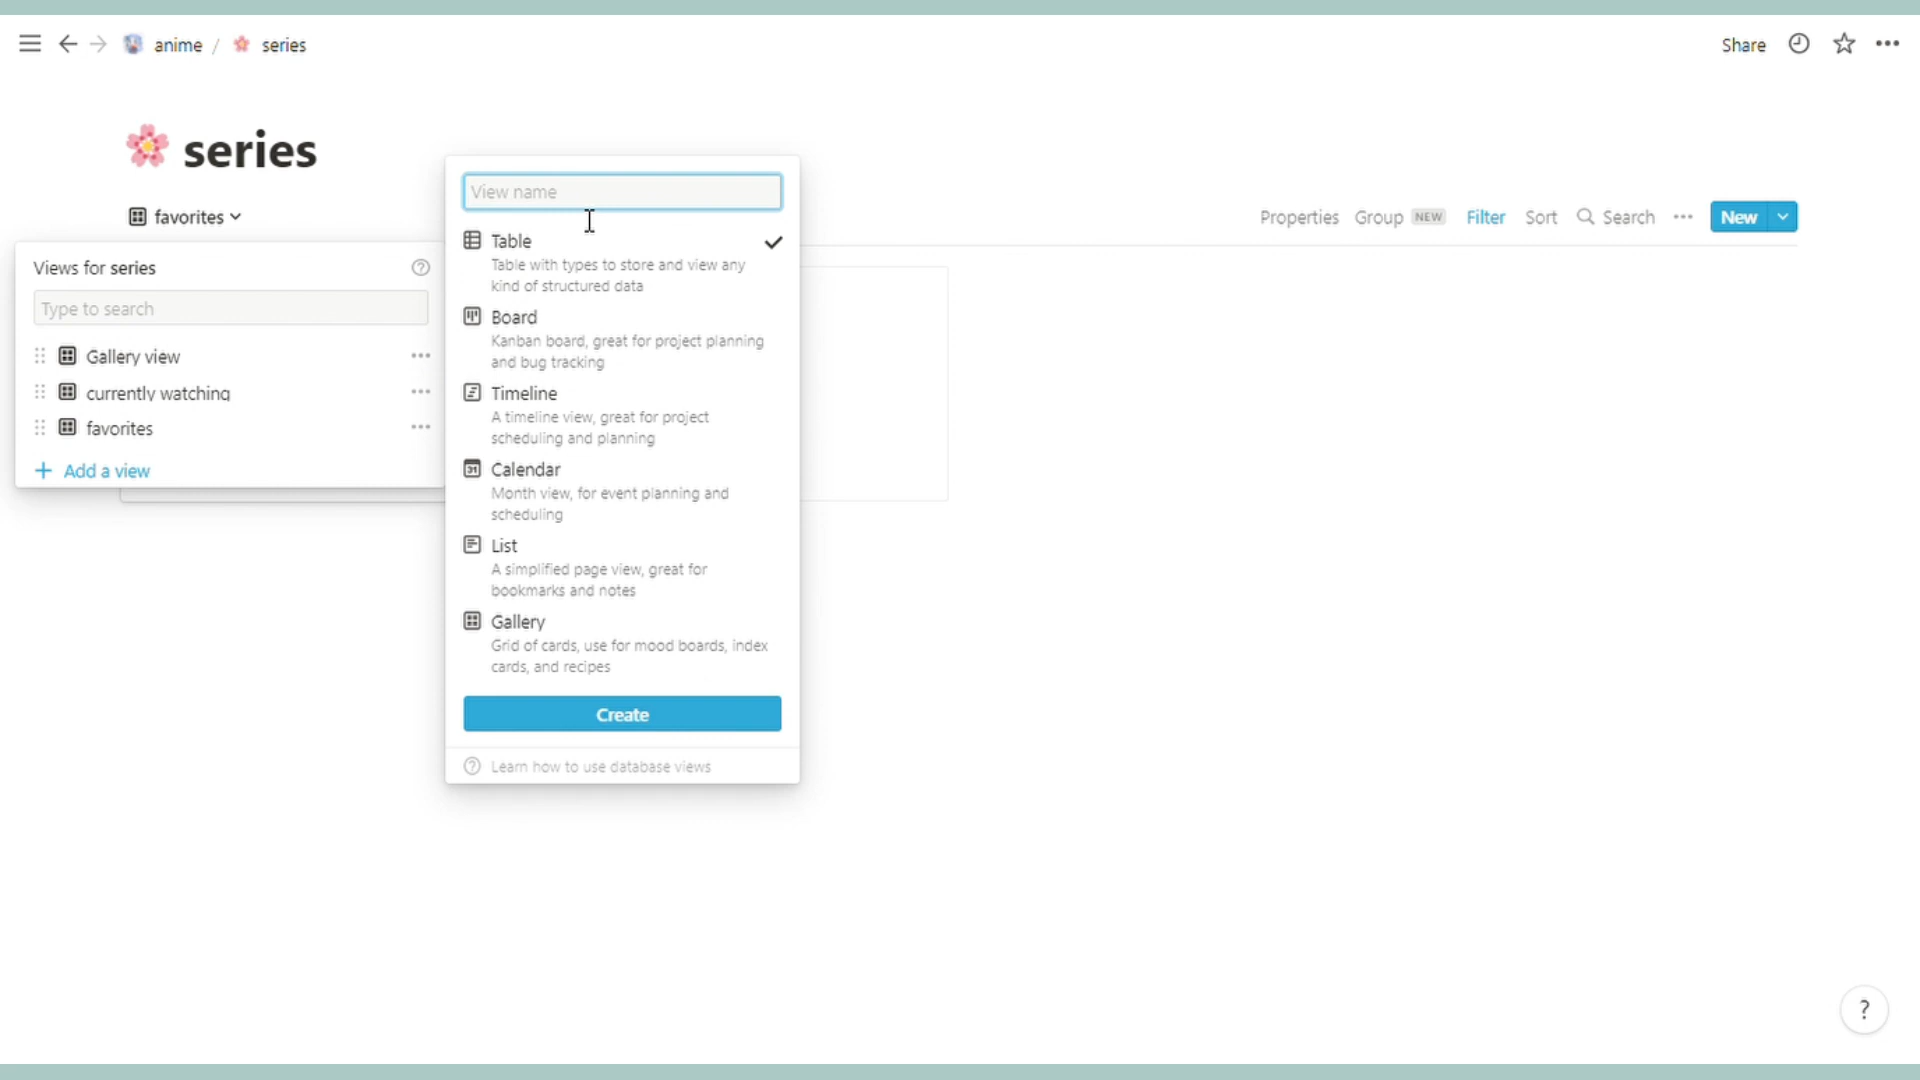 anime / series
Share
series
favorites
Properties Group NEW Filter Sort Search New
Views for series
Type to search
Gallery view
currently watching
favorites
Add a view
View name
Table
Table with types to store and view any
kind of structured data
Board
Kanban board, great for project planning
and bug tracking
Timeline
A timeline view, great for project
scheduling and planning
Calendar
Month view, for event planning and
scheduling
List
A simplified page view, great for
bookmarks and notes
Gallery
Grid of cards, use for mood boards, index
cards, and recipes
Create
Learn how to use database views
?